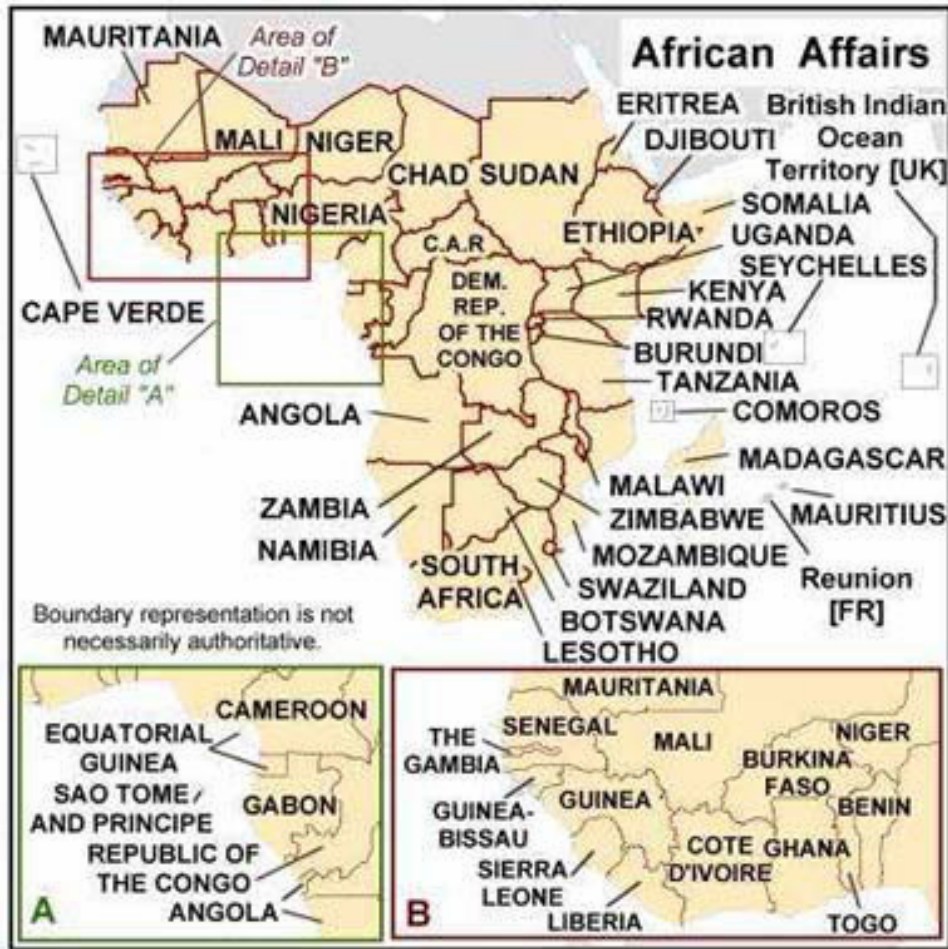 African Affairs
MAURITANIA
Area of
Detail "B"
MALI
NIGER
CHAD
SUDAN
NIGERIA
ERITREA
DJIBOUTI
British Indian
Ocean
Territory [UK]
SOMALIA
ETHIOPIA
UGANDA
SEYCHELLES
C.A.R
DEM.
REP.
OF THE
CONGO
KENYA
RWANDA
BURUNDI
TANZANIA
CAPE VERDE
Area of
Detail "A"
COMOROS
ANGOLA
MADAGASCAR
MALAWI
ZAMBIA
ZIMBABWE
MAURITIUS
NAMIBIA
MOZAMBIQUE
SOUTH
AFRICA
SWAZILAND
Reunion
[FR]
BOTSWANA
LESOTHO
Boundary representation is not
necessarily authoritative.
CAMEROON
EQUATORIAL
GUINEA
SAO TOME
AND PRINCIPE
GABON
REPUBLIC OF
THE CONGO
ANGOLA
A
MAURITANIA
SENEGAL
THE
GAMBIA
MALI
NIGER
BURKINA
FASO
GUINEA
BENIN
GUINEA-
BISSAU
COTE
D'IVOIRE
GHANA
SIERRA
LEONE
LIBERIA
TOGO
B